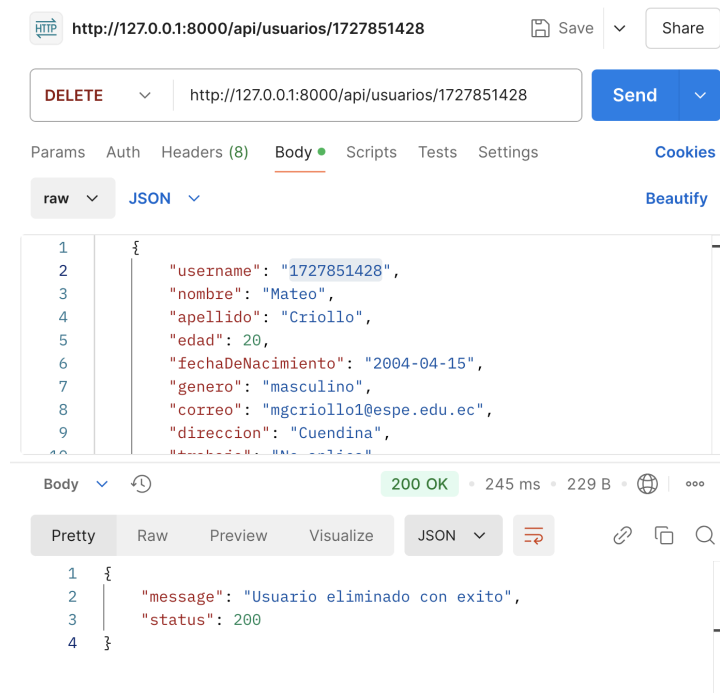 HTTP http://127.0.0.1:8000/api/usuarios/1727851428 Save Share
DELETE http://127.0.0.1:8000/api/usuarios/1727851428 Send
Params Auth Headers (8) Body Scripts Tests Settings Cookies
raw JSON Beautify
1 {
2 "username": "1727851428",
3 "nombre": "Mateo",
4 "apellido": "Criollo",
5 "edad": 20,
6 "fechaDeNacimiento": "2004-04-15",
7 "genero": "masculino",
8 "correo": "mgcriollo1@espe.edu.ec",
9 "direccion": "Cuendina",
10 "trabajo": "No aplica"
Body 200 OK 245 ms 229 B
Pretty Raw Preview Visualize JSON
1 {
2 "message": "Usuario eliminado con exito",
3 "status": 200
4 }